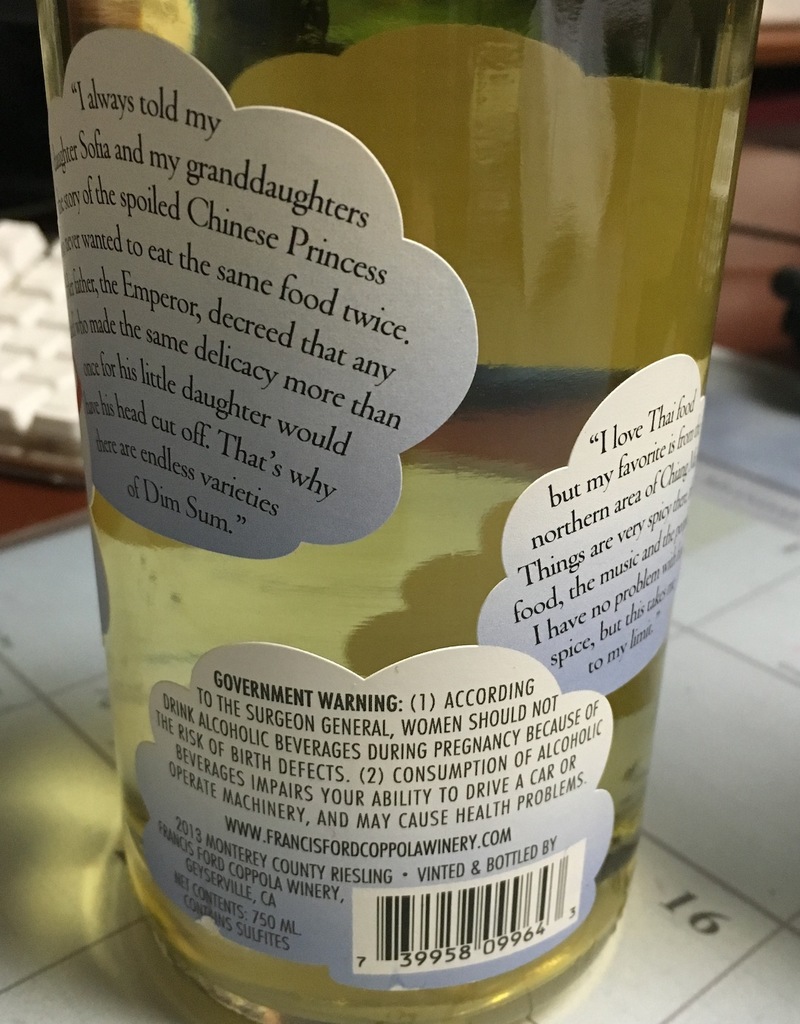 "I always told my
Sofia and my granddaughters
story of the spoiled Chinese Princess
never wanted to eat the same food twice.
father, the Emperor, decreed that any
who made the same delicacy more than
once for his little daughter would
have his head cut off. That's why
there are endless varieties
of Dim Sum."
"I love Thai food
but my favorite is from
northern area of Chiang
Things are very spicy
food, the music and the
I have no problem
spice, but this takes
to my limit."
GOVERNMENT WARNING: (1) ACCORDING
TO THE SURGEON GENERAL, WOMEN SHOULD NOT
DRINK ALCOHOLIC BEVERAGES DURING PREGNANCY BECAUSE OF
THE RISK OF BIRTH DEFECTS. (2) CONSUMPTION OF ALCOHOLIC
BEVERAGES IMPAIRS YOUR ABILITY TO DRIVE A CAR OR
OPERATE MACHINERY, AND MAY CAUSE HEALTH PROBLEMS.
WWW.FRANCISFORDCOPPOLAWINERY.COM
2013 MONTEREY COUNTY RIESLING • VINTED & BOTTLED BY
FRANCIS FORD COPPOLA WINERY,
GEYSERVILLE, CA
NET CONTENTS: 750 ML
CONTAINS SULFITES
7 39958 09964 3
16